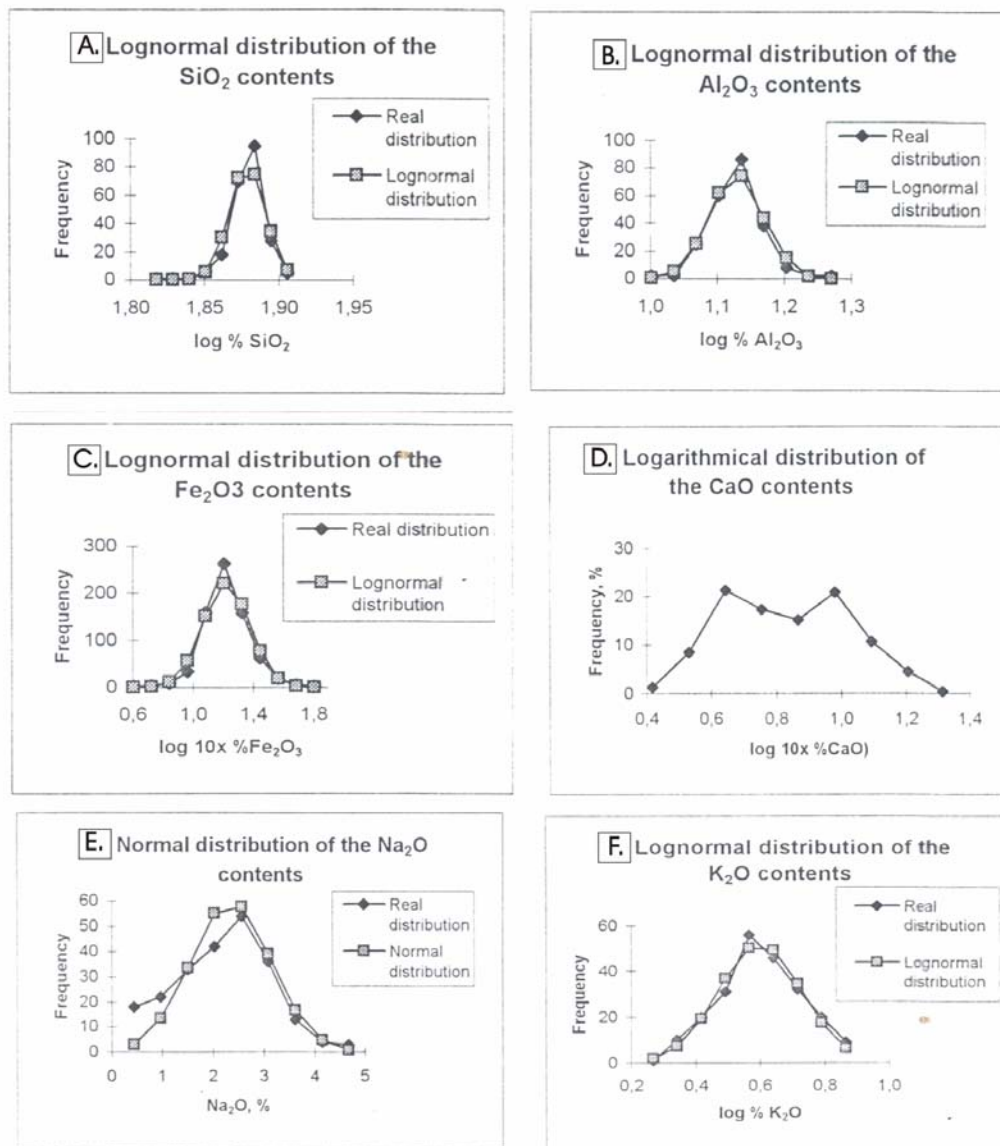 A. Lognormal distribution of the
SiO₂ contents
Real
distribution
Lognormal
distribution
100
80
60
40
20
0
Frequency
1,80 1,85 1,90 1,95
log % SiO₂
B. Lognormal distribution of the
Al₂O₃ contents
Real
distribution
Lognormal
distribution
100
80
60
40
20
0
Frequency
1,0 1,1 1,2 1,3
log % Al₂O₃
C. Lognormal distribution of the
Fe₂O3 contents
Real distribution
Lognormal
distribution
300
200
100
0
Frequency
0,6 1,0 1,4 1,8
log 10x %Fe₂O₃
D. Logarithmical distribution of
the CaO contents
30
20
10
0
Frequency, %
0,4 0,6 0,8 1,0 1,2 1,4
log 10x %CaO)
E. Normal distribution of the Na₂O
contents
Real
distribution
Normal
distribution
60
50
40
30
20
10
0
Frequency
0 1 2 3 4 5
Na₂O, %
F. Lognormal distribution of the
K₂O contents
Real
distribution
Lognormal
distribution
60
40
20
0
Frequency
0,2 0,4 0,6 0,8 1,0
log % K₂O